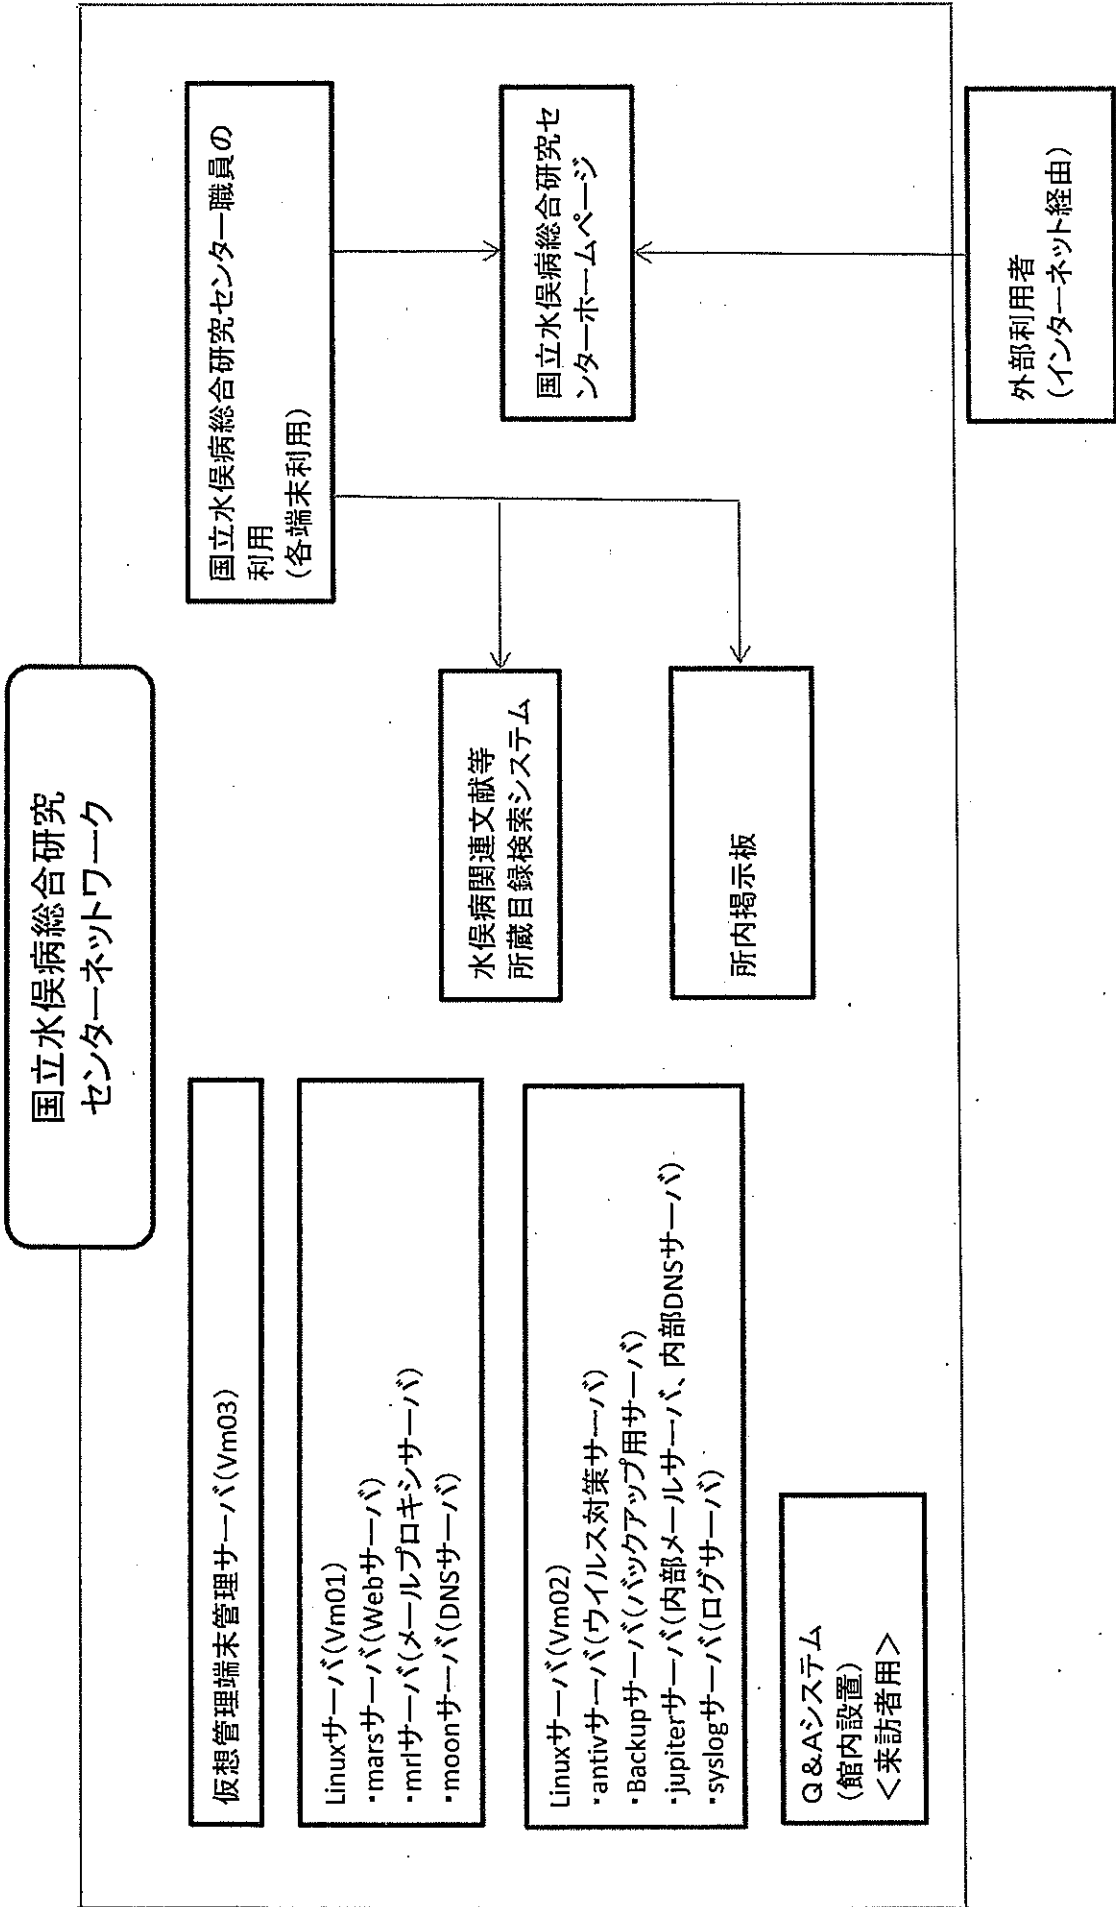 国立水俣病総合研究
センターネットワーク
仮想管理端末管理サーバ(Vm03)
Linuxサーバ(Vm01)
・marsサーバ(Webサーバ)
・mrlサーバ(メールプロキシサーバ)
・moonサーバ(DNSサーバ)
Linuxサーバ(Vm02)
・antivサーバ(ウイルス対策サーバ)
・Backupサーバ(バックアップ用サーバ)
・jupiterサーバ(内部メールサーバ、内部DNSサーバ)
・syslogサーバ(ログサーバ)
Q&Aシステム
(館内設置)
<来訪者用>
水俣病関連文献等
所蔵目録検索システム
所内掲示板
国立水俣病総合研究センター職員の
利用
(各端末利用)
国立水俣病総合研究セ
ンターホームページ
外部利用者
(インターネット経由)